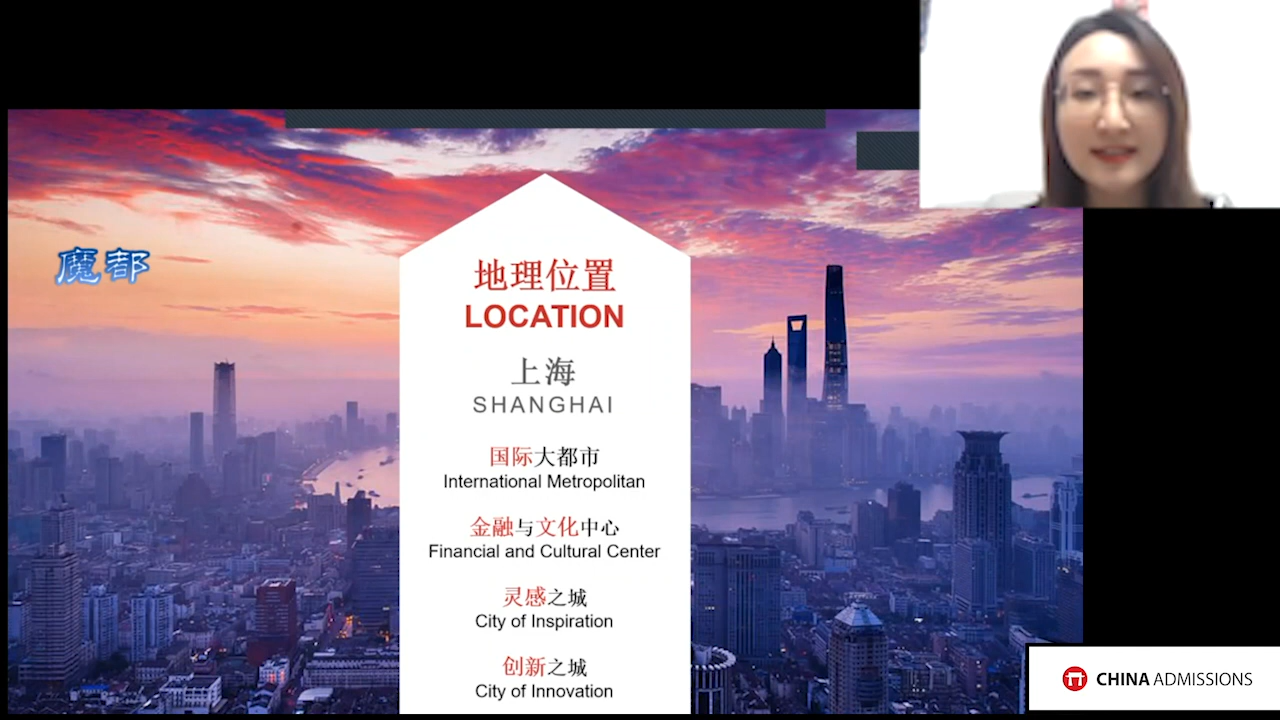 魔都
地理位置
LOCATION
上海
SHANGHAI
国际大都市
International Metropolitan
金融与文化中心
Financial and Cultural Center
灵感之城
City of Inspiration
创新之城
City of Innovation
CHINA ADMISSIONS